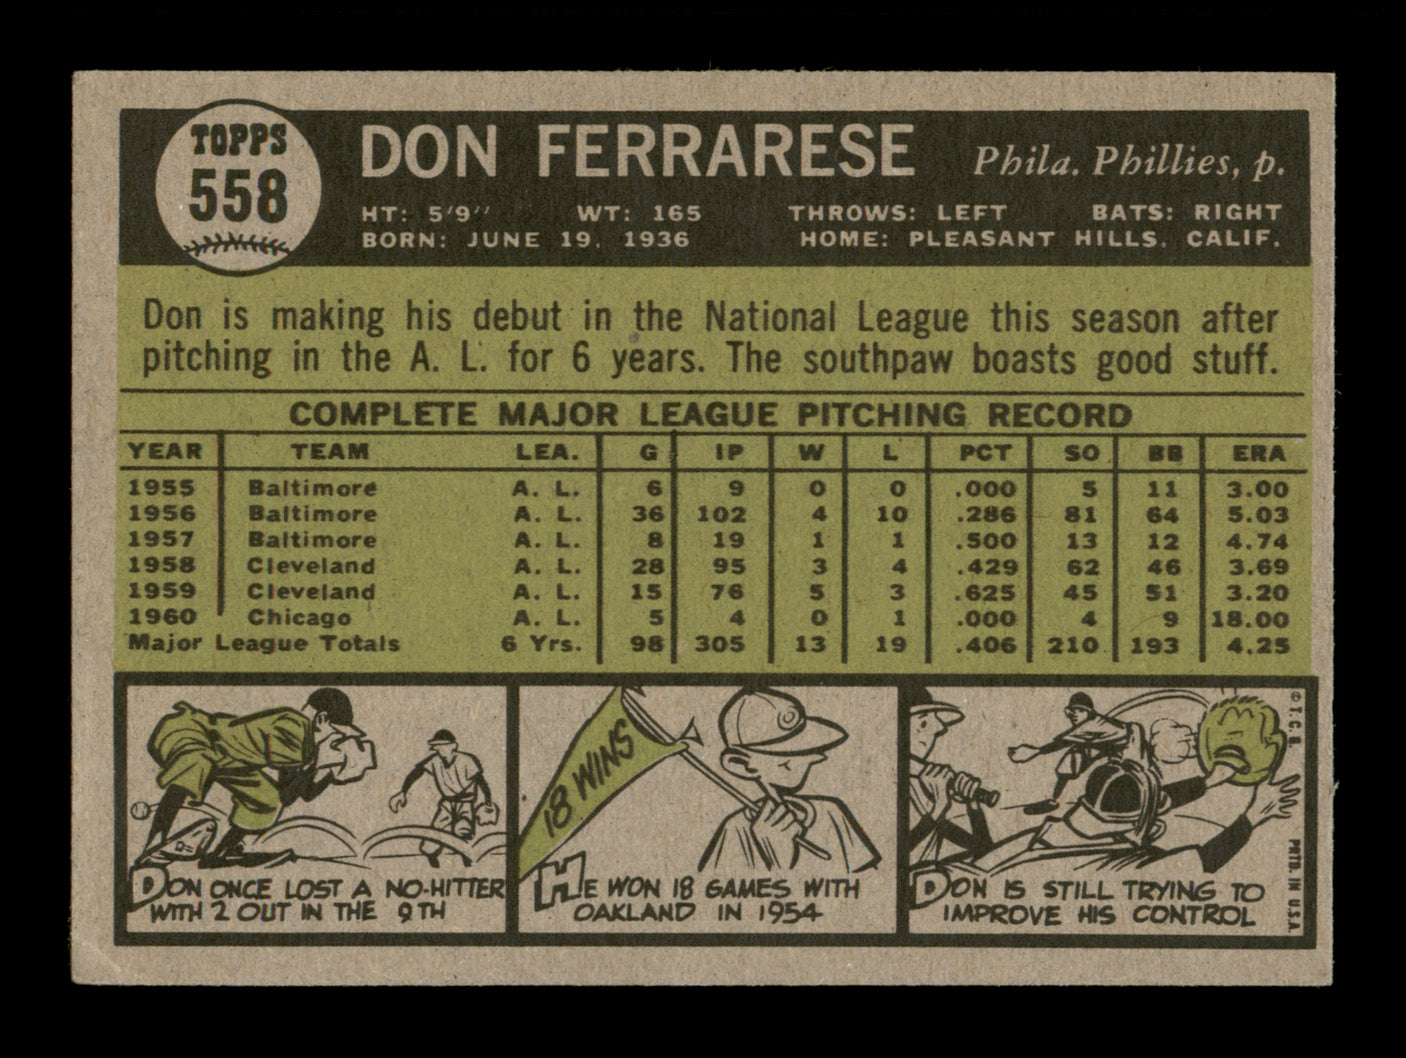 TOPPS
558
DON FERRARESE Phila. Phillies, p.
HT: 5'9" WT: 165 THROWS: LEFT BATS: RIGHT
BORN: JUNE 19, 1936 HOME: PLEASANT HILLS. CALIF.
Don is making his debut in the National League this season after
pitching in the A. L. for 6 years. The southpaw boasts good stuff.
COMPLETE MAJOR LEAGUE PITCHING RECORD
YEAR TEAM LEA. G IP W L PCT SO BB ERA
1955 Baltimore A. L. 6 9 0 0 .000 5 11 3.00
1956 Baltimore A. L. 36 102 4 10 .286 81 64 5.03
1957 Baltimore A. L. 8 19 1 1 .500 13 12 4.74
1958 Cleveland A. L. 28 95 3 4 .429 62 46 3.69
1959 Cleveland A. L. 15 76 5 3 .625 45 51 3.20
1960 Chicago A. L. 5 4 0 1 .000 4 9 18.00
Major League Totals 6 Yrs. 98 305 13 19 .406 210 193 4.25
DON ONCE LOST A NO-HITTER
WITH 2 OUT IN THE 9TH
18 WINS
HE WON 18 GAMES WITH
OAKLAND IN 1954
DON IS STILL TRYING TO
IMPROVE HIS CONTROL
© T. C. G.
PRTD. IN U.S.A.